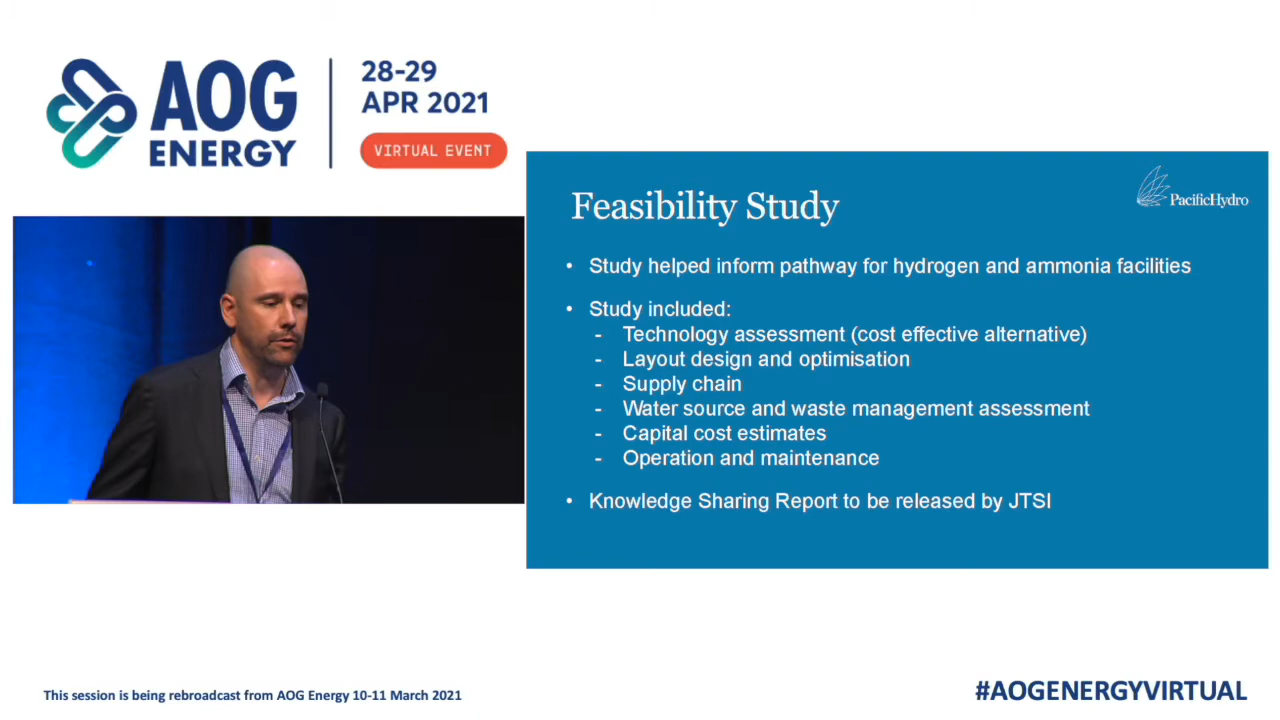 AOG
ENERGY
28-29
APR 2021
VIRTUAL EVENT
PacificHydro
Feasibility Study
• Study helped inform pathway for hydrogen and ammonia facilities
• Study included:
- Technology assessment (cost effective alternative)
- Layout design and optimisation
- Supply chain
- Water source and waste management assessment
- Capital cost estimates
- Operation and maintenance
• Knowledge Sharing Report to be released by JTSI
This session is being rebroadcast from AOG Energy 10-11 March 2021
#AOGENERGYVIRTUAL